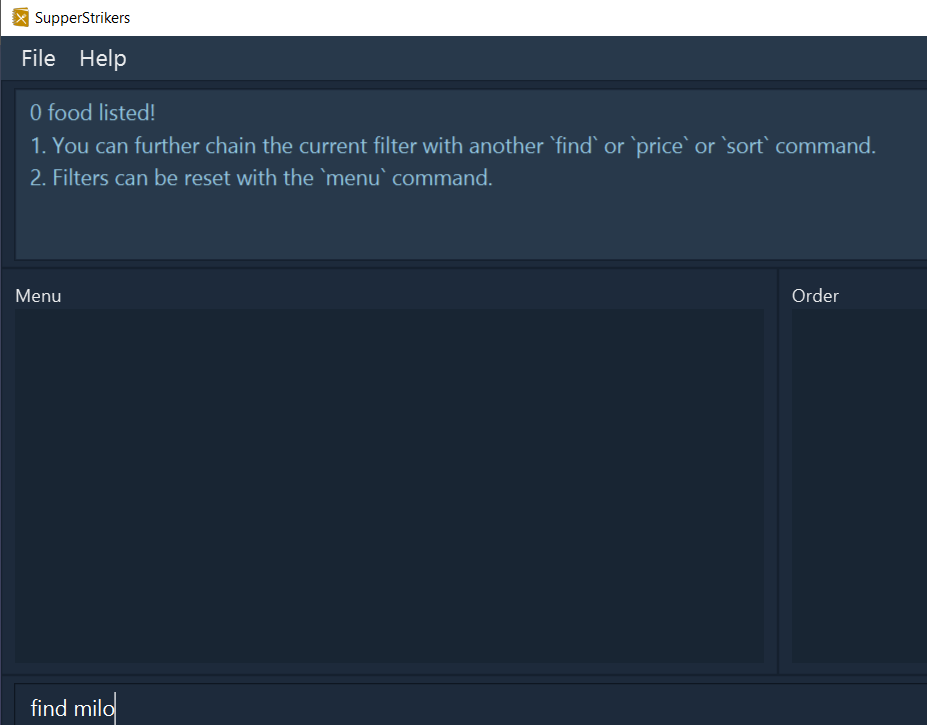 SupperStrikers
File Help
0 food listed!
1. You can further chain the current filter with another `find` or `price` or `sort` command.
2. Filters can be reset with the `menu` command.
Menu
Order
find milo